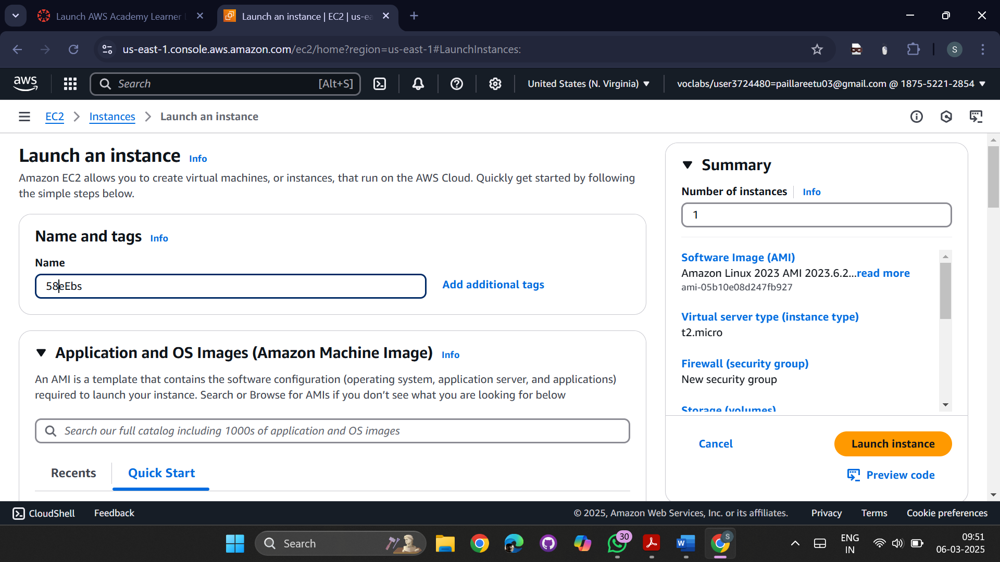 Launch AWS Academy Learner
Launch an instance | EC2 | us-ea
us-east-1.console.aws.amazon.com/ec2/home?region=us-east-1#LaunchInstances:
S
aws
Search
[Alt+S]
United States (N. Virginia)
voclabs/user3724480=paillareetu03@gmail.com @ 1875-5221-2854
EC2
Instances
Launch an instance
Launch an instance Info
Amazon EC2 allows you to create virtual machines, or instances, that run on the AWS Cloud. Quickly get started by following
the simple steps below.
Name and tags Info
Name
58eEbs
Add additional tags
Application and OS Images (Amazon Machine Image) Info
An AMI is a template that contains the software configuration (operating system, application server, and applications)
required to launch your instance. Search or Browse for AMIs if you don’t see what you are looking for below
Search our full catalog including 1000s of application and OS images
Recents
Quick Start
Summary
Number of instances Info
1
Software Image (AMI)
Amazon Linux 2023 AMI 2023.6.2...read more
ami-05b10e08d247fb927
Virtual server type (instance type)
t2.micro
Firewall (security group)
New security group
Storage (volumes)
Cancel
Launch instance
Preview code
CloudShell
Feedback
© 2025, Amazon Web Services, Inc. or its affiliates.
Privacy
Terms
Cookie preferences
Search
30
W
S
ENG
IN
09:51
06-03-2025